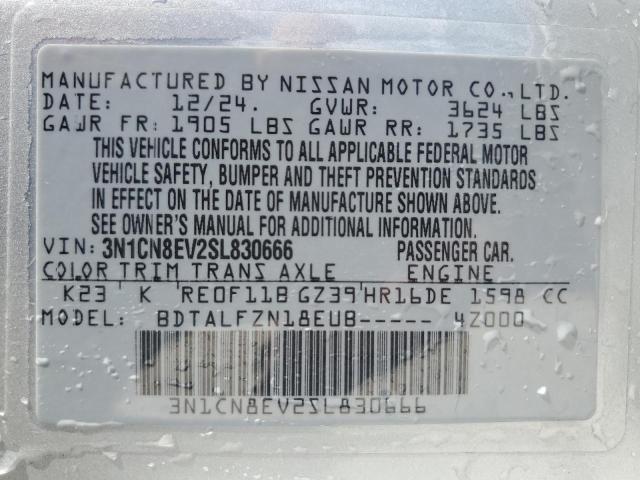 MANUFACTURED BY NISSAN MOTOR CO.,LTD.
DATE: 12/24. GVWR: 3624 LBS
GAWR FR: 1905 LBS GAWR RR: 1735 LBS
THIS VEHICLE CONFORMS TO ALL APPLICABLE FEDERAL MOTOR
VEHICLE SAFETY, BUMPER AND THEFT PREVENTION STANDARDS
IN EFFECT ON THE DATE OF MANUFACTURE SHOWN ABOVE.
SEE OWNER'S MANUAL FOR ADDITIONAL INFORMATION.
VIN: 3N1CN8EV2SL830666 PASSENGER CAR.
COLOR TRIM TRANS AXLE ENGINE
K23 K RE0F11B GZ39 HR16DE 1598 CC
MODEL: BDTALFZN18EUB----- 4Z000
3N1CN8EV2SL830666